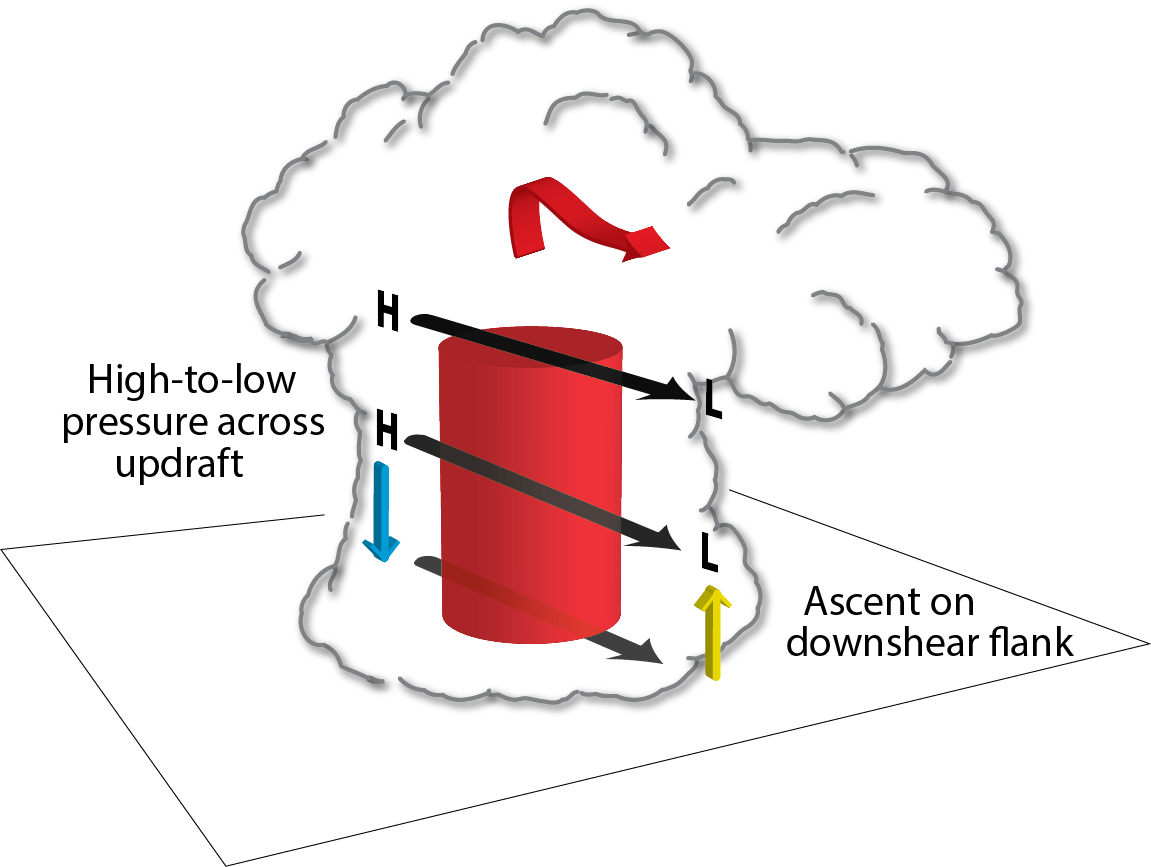 H
High-to-low
pressure across
updraft
H
L
L
Ascent on
downshear flank